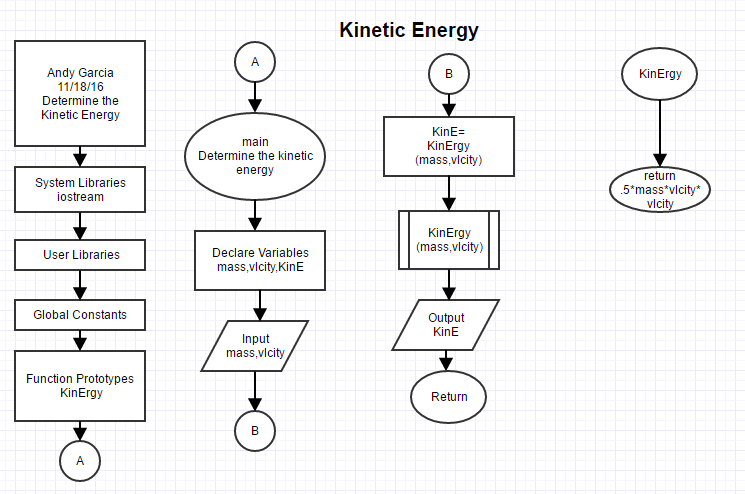 Kinetic Energy
Andy Garcia
11/18/16
Determine the
Kinetic Energy
System Libraries
iostream
User Libraries
Global Constants
Function Prototypes
KinErgy
A
A
main
Determine the kinetic
energy
Declare Variables
mass,vlcity,KinE
Input
mass,vlcity
B
B
KinE=
KinErgy
(mass,vlcity)
KinErgy
(mass,vlcity)
Output
KinE
Return
KinErgy
return
.5*mass*vlcity*
vlcity